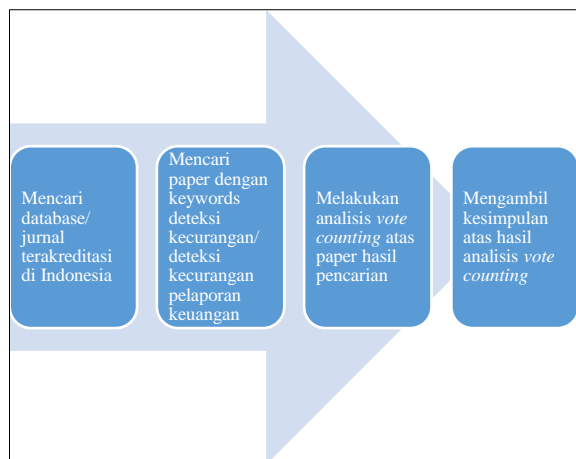 Mencari
database/
jurnal
terakreditasi
di Indonesia
Mencari
paper dengan
keywords
deteksi
kecurangan/
deteksi
kecurangan
pelaporan
keuangan
Melakukan
analisis vote
counting atas
paper hasil
pencarian
Mengambil
kesimpulan
atas hasil
analisis vote
counting